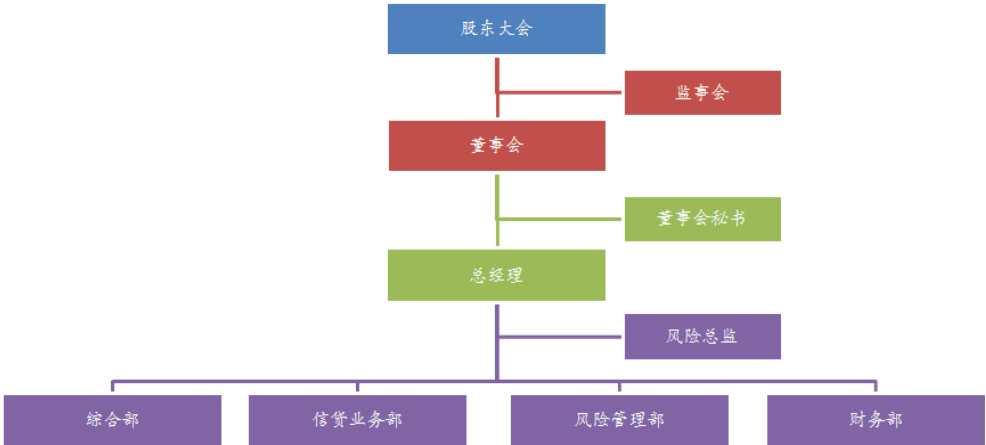 股东大会
监事会
董事会
董事会秘书
总经理
风险总监
综合部
信贷业务部
风险管理部
财务部